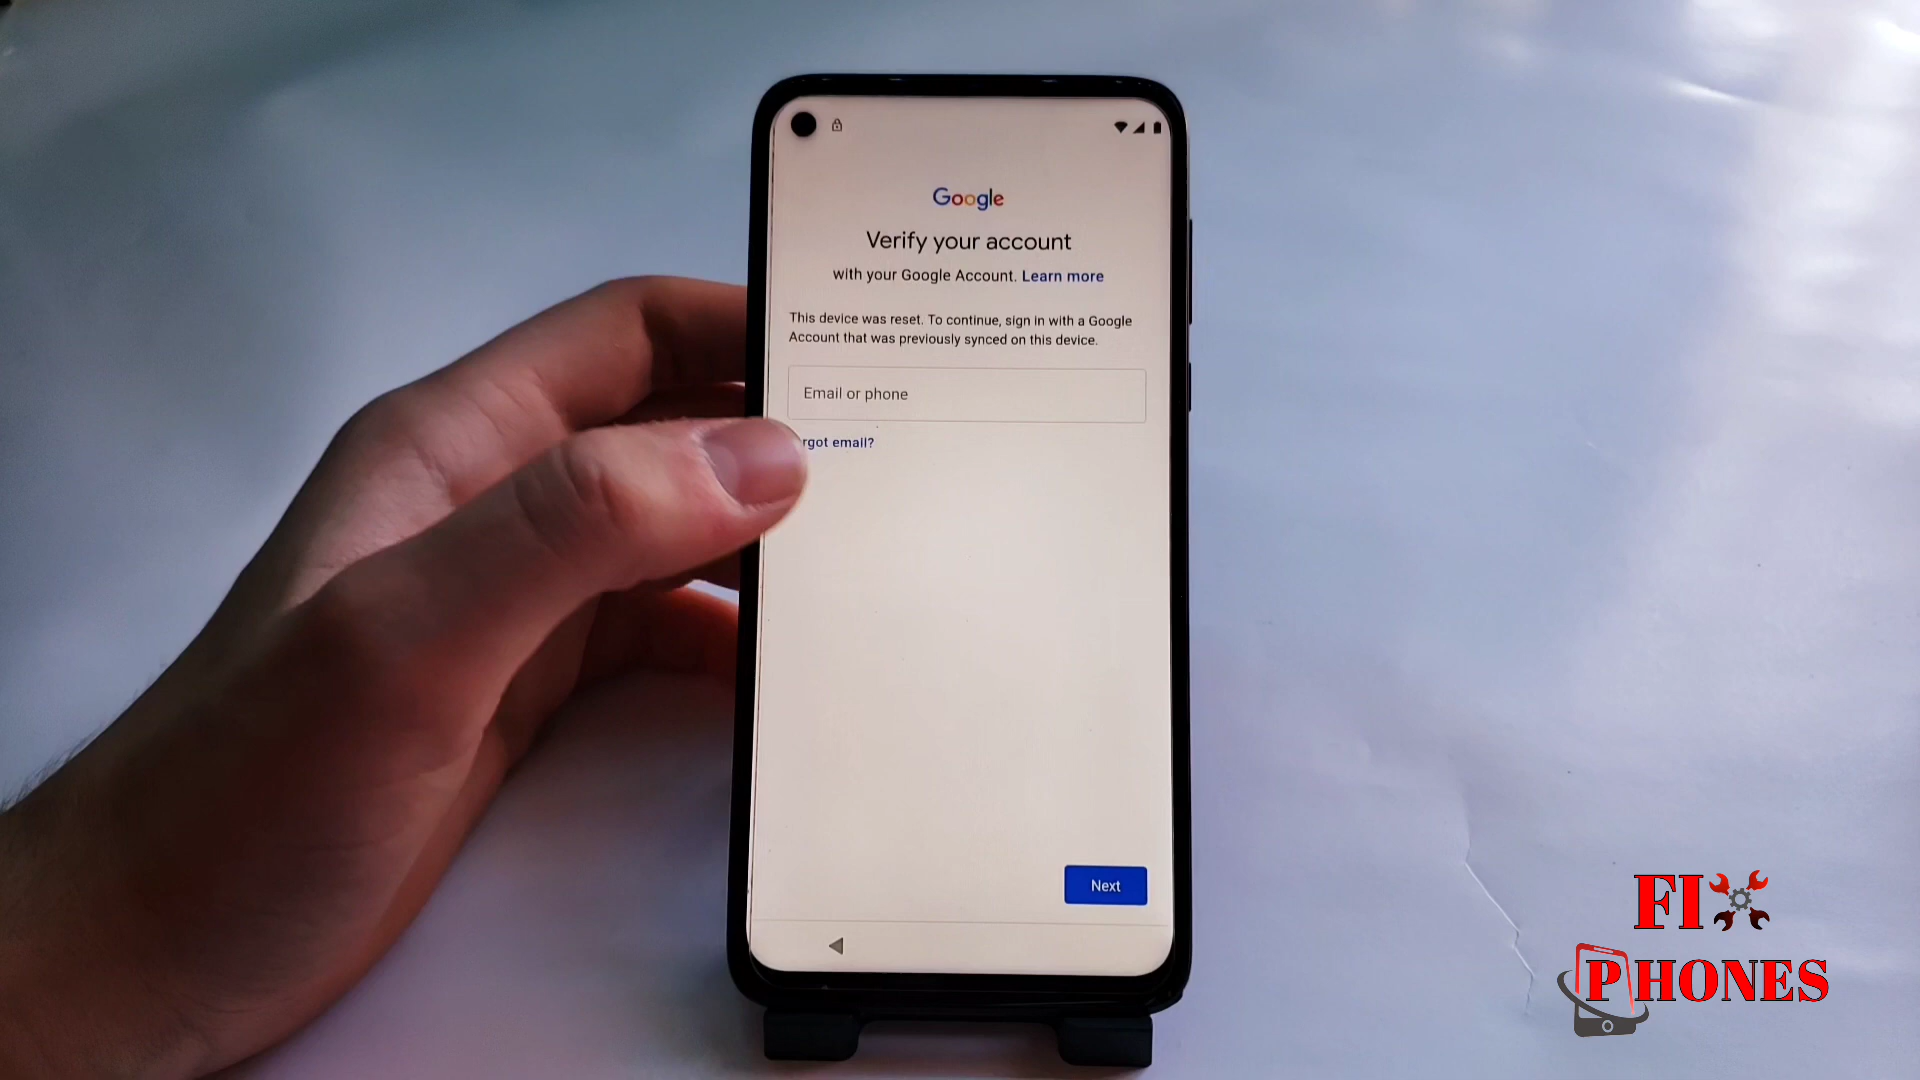 Google
Verify your account
with your Google Account. Learn more
This device was reset. To continue, sign in with a Google
Account that was previously synced on this device.
Email or phone
rgot email?
Next
FIX
PHONES